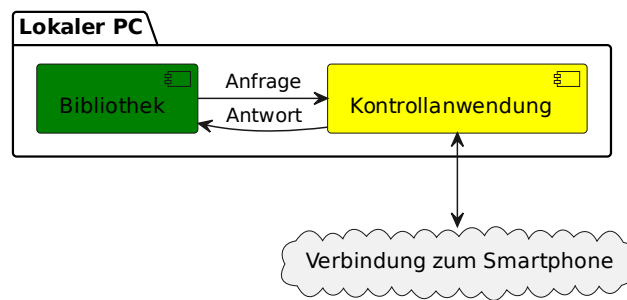 Lokaler PC
Anfrage
Bibliothek
Kontrollanwendung
Antwort
Verbindung zum Smartphone